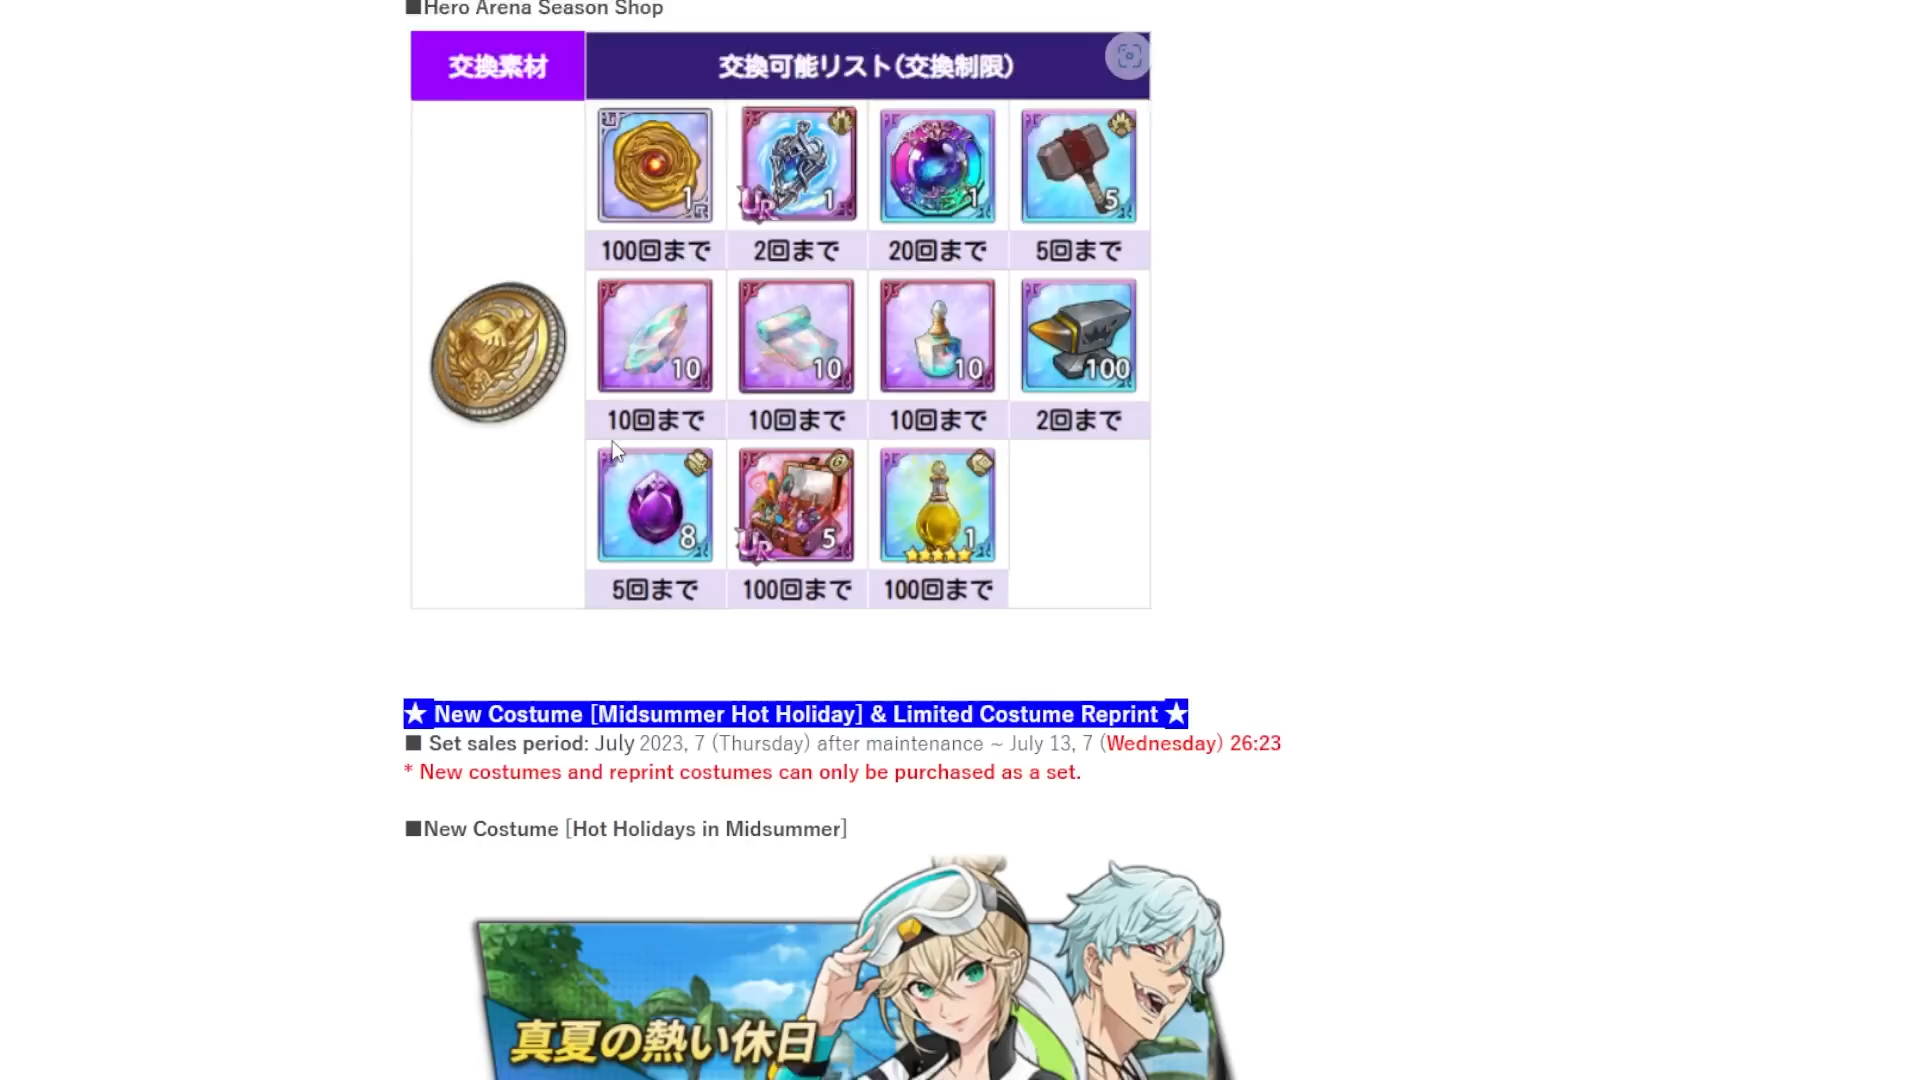 ■Hero Arena Season Shop
交換素材
交換可能リスト(交換制限)
1
UR 1
1
5
100回まで
2回まで
20回まで
5回まで
10
10
10
100
10回まで
10回まで
10回まで
2回まで
8
UR 5
1
5回まで
100回まで
100回まで
★ New Costume [Midsummer Hot Holiday] & Limited Costume Reprint ★
■ Set sales period: July 2023, 7 (Thursday) after maintenance ~ July 13, 7 (Wednesday) 26:23
* New costumes and reprint costumes can only be purchased as a set.
■New Costume [Hot Holidays in Midsummer]
真夏の熱い休日